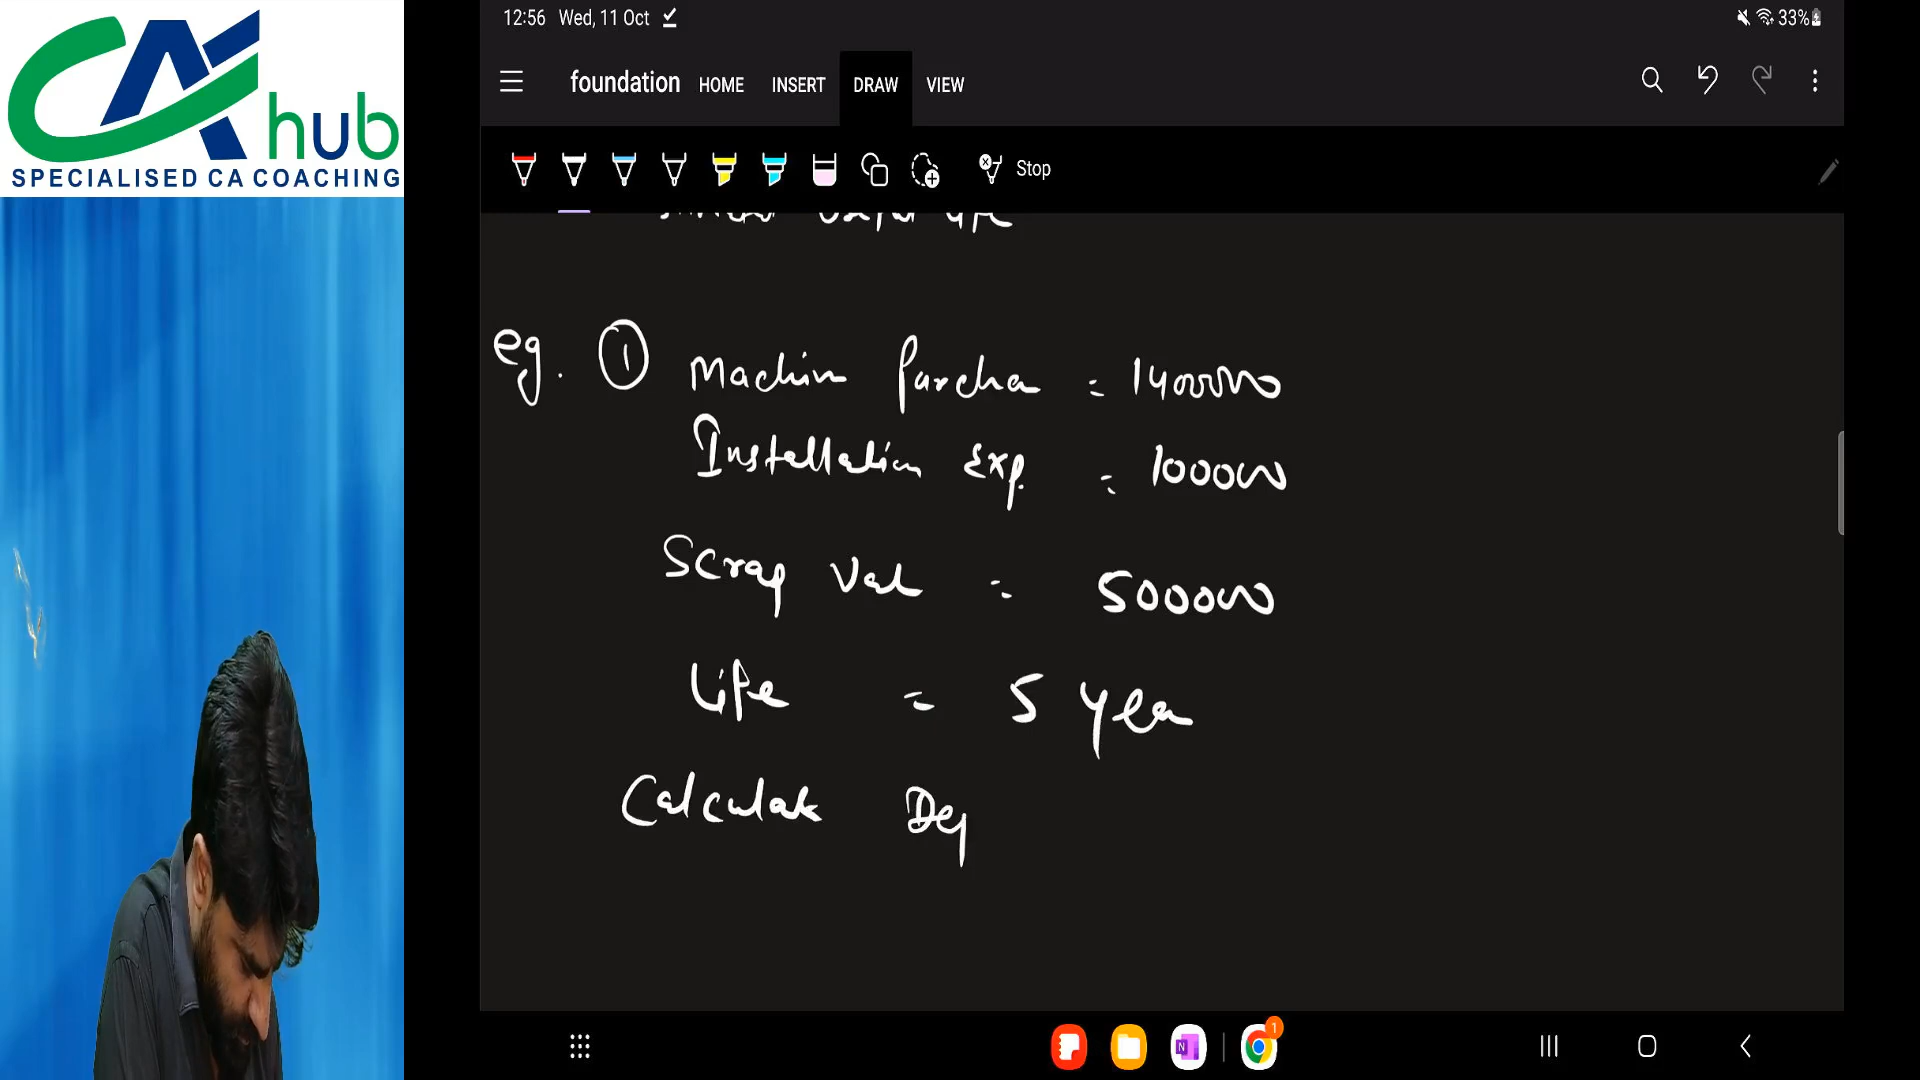 CA hub
SPECIALISED CA COACHING
12:56 Wed, 11 Oct
33%
foundation HOME INSERT DRAW VIEW
Stop
eg. ① Machin Purcha = 1400000
Installation Exp. = 100000
Scrap Val = 500000
Life = 5 year
Calculate Dep
1